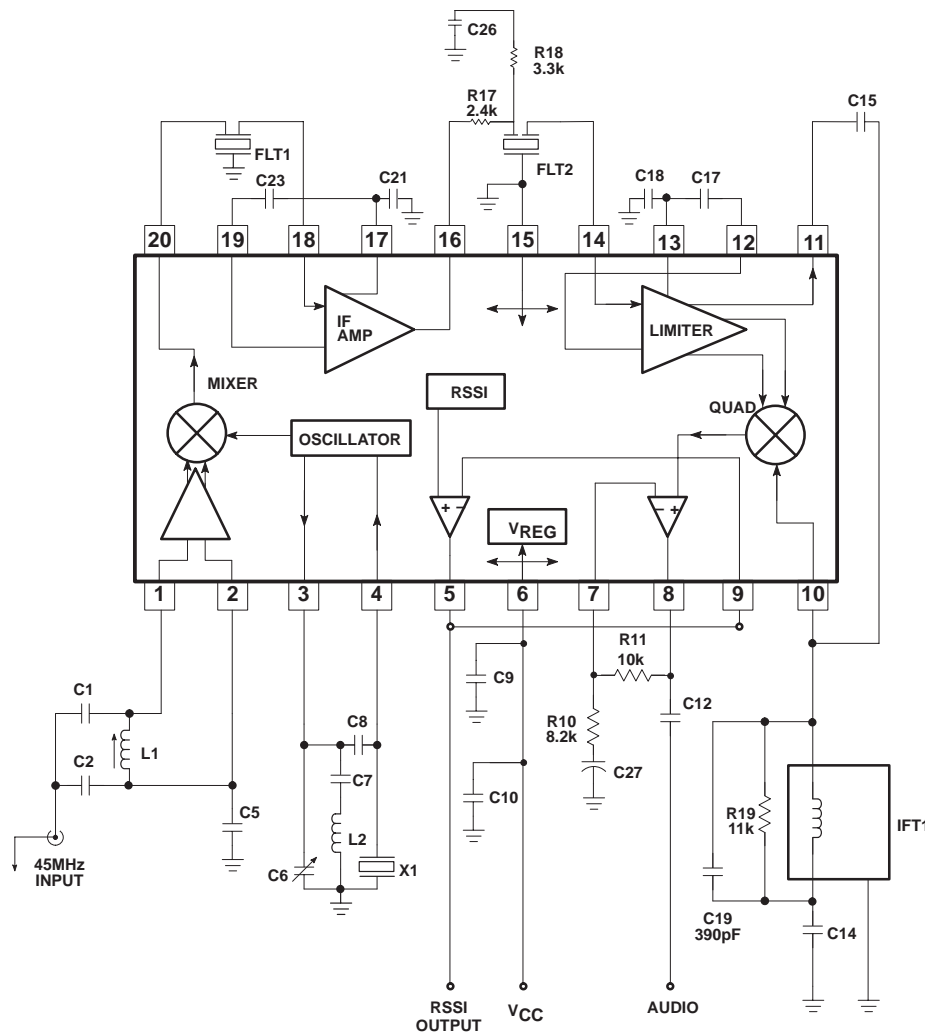 C26
R18
3.3k
R17
2.4k
C15
FLT1
FLT2
C23
C21
C18
C17
20
19
18
17
16
15
14
13
12
11
IF
AMP
LIMITER
MIXER
RSSI
QUAD
OSCILLATOR
+ −
− +
VREG
1
2
3
4
5
6
7
8
9
10
R11
10k
C1
C9
C12
C8
R10
8.2k
L1
C2
C7
C27
C10
C5
L2
R19
11k
IFT1
45MHz
INPUT
C6
X1
C19
390pF
C14
RSSI
OUTPUT
VCC
AUDIO